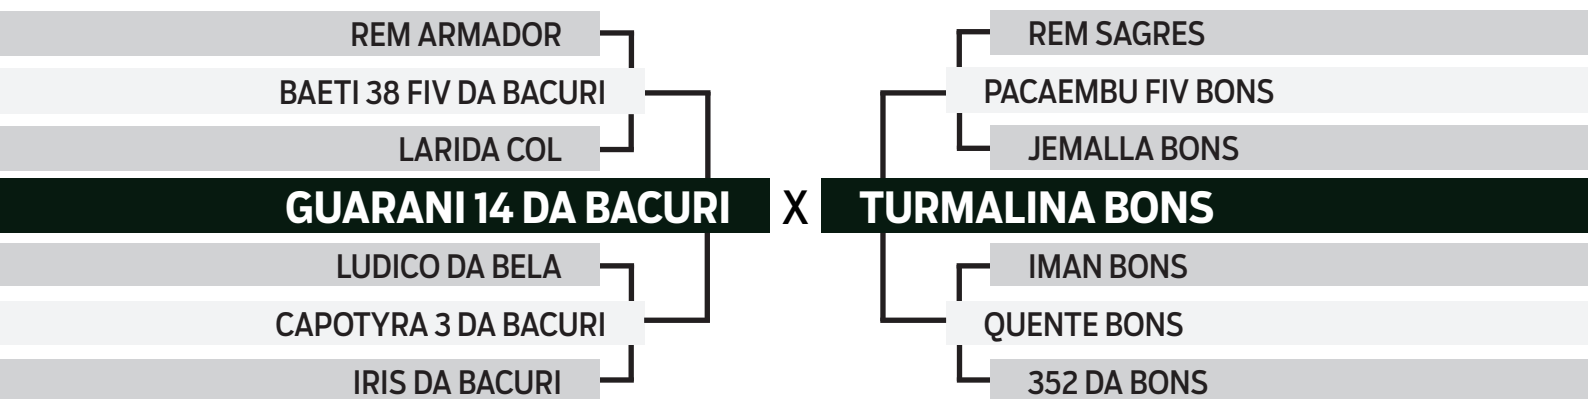 REM ARMADOR
BAETI 38 FIV DA BACURI
LARIDA COL
GUARANI 14 DA BACURI X TURMALINA BONS
LUDICO DA BELA
CAPOTYRA 3 DA BACURI
IRIS DA BACURI
REM SAGRES
PACAEMBU FIV BONS
JEMALLA BONS
IMAN BONS
QUENTE BONS
352 DA BONS